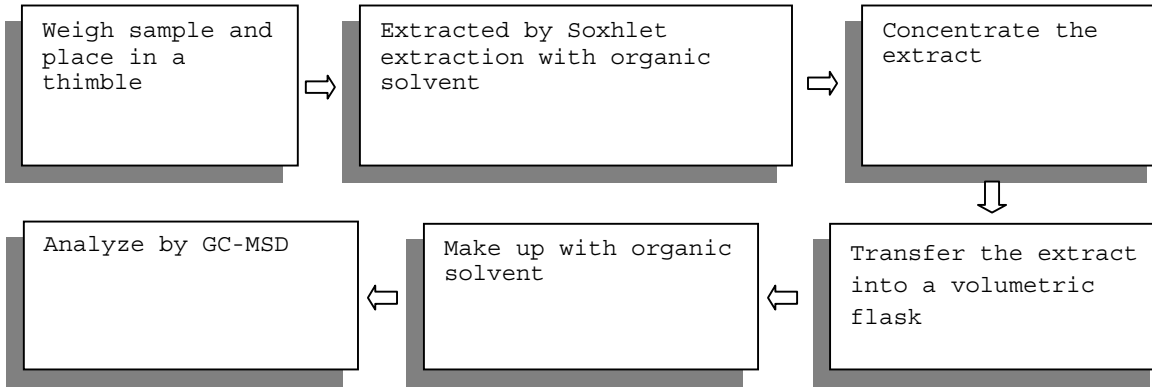 Weigh sample and
place in a
thimble
Extracted by Soxhlet
extraction with organic
solvent
Concentrate the
extract
Transfer the extract
into a volumetric
flask
Make up with organic
solvent
Analyze by GC-MSD